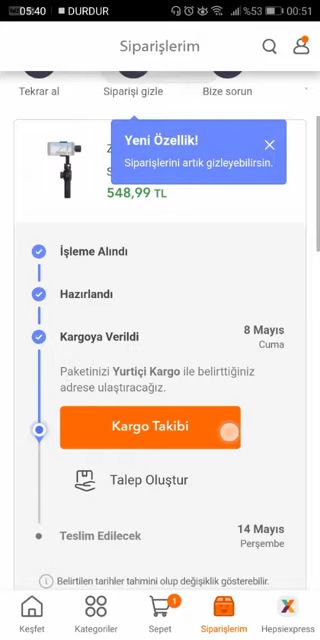 05:40 DURDUR %53 00:51
Siparişlerim
Tekrar al Siparişi gizle Bize sorun
Yeni Özellik!
Siparişlerini artık gizleyebilirsin.
548,99 TL
İşleme Alındı
Hazırlandı
Kargoya Verildi
8 Mayıs
Cuma
Paketinizi Yurtiçi Kargo ile belirttiğiniz
adrese ulaştıracağız.
Kargo Takibi
Talep Oluştur
Teslim Edilecek
14 Mayıs
Perşembe
Belirtilen tarihler tahmini olup değişiklik gösterebilir.
1
Keşfet Kategoriler Sepet Siparişlerim Hepsiexpress